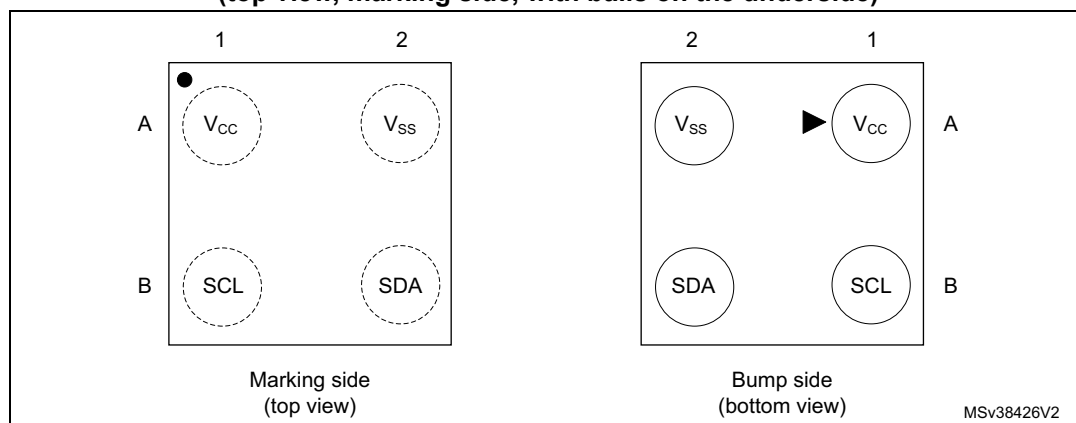 (top view, marking side, with balls on the underside)
1 2 2 1
A VCC VSS VSS VCC A
B SCL SDA SDA SCL B
Marking side Bump side
(top view) (bottom view)
MSv38426V2